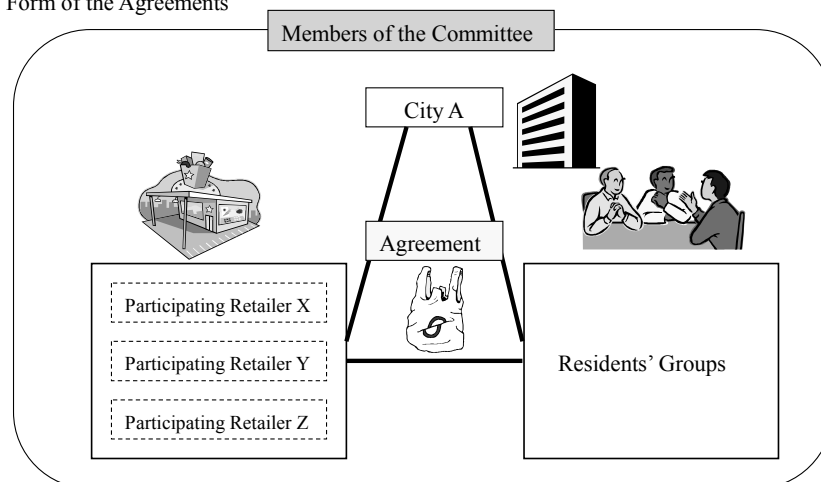 Form of the Agreements
Members of the Committee
City A
Agreement
Participating Retailer X
Participating Retailer Y
Participating Retailer Z
Residents’ Groups